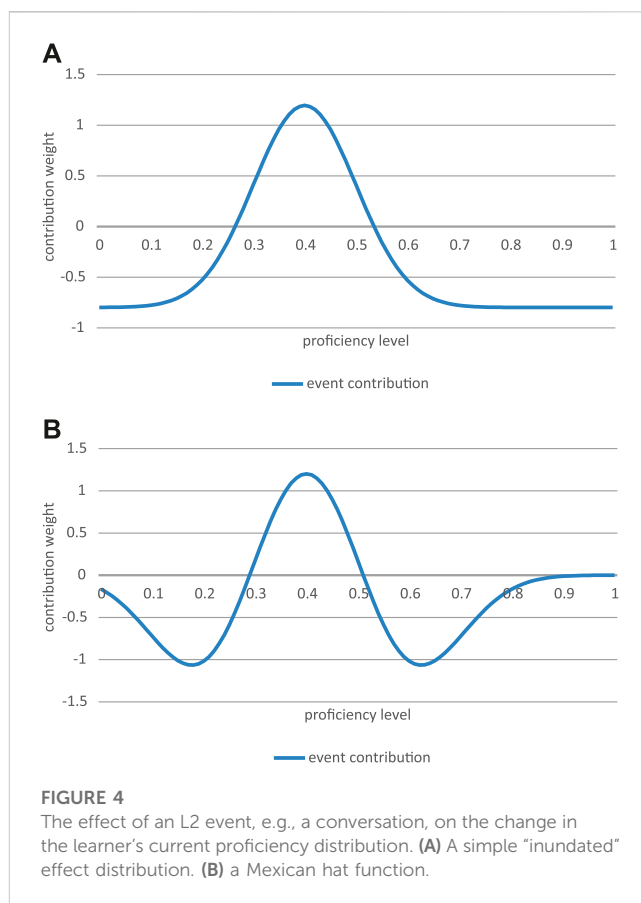 A
1.5
1
0.5
0
-0.5
-1
contribution weight
0 0.1 0.2 0.3 0.4 0.5 0.6 0.7 0.8 0.9 1
proficiency level
event contribution
B
1.5
1
0.5
0
-0.5
-1
-1.5
contribution weight
0 0.1 0.2 0.3 0.4 0.5 0.6 0.7 0.8 0.9 1
proficiency level
event contribution
FIGURE 4
The effect of an L2 event, e.g., a conversation, on the change in
the learner’s current proficiency distribution. (A) A simple “inundated”
effect distribution. (B) a Mexican hat function.